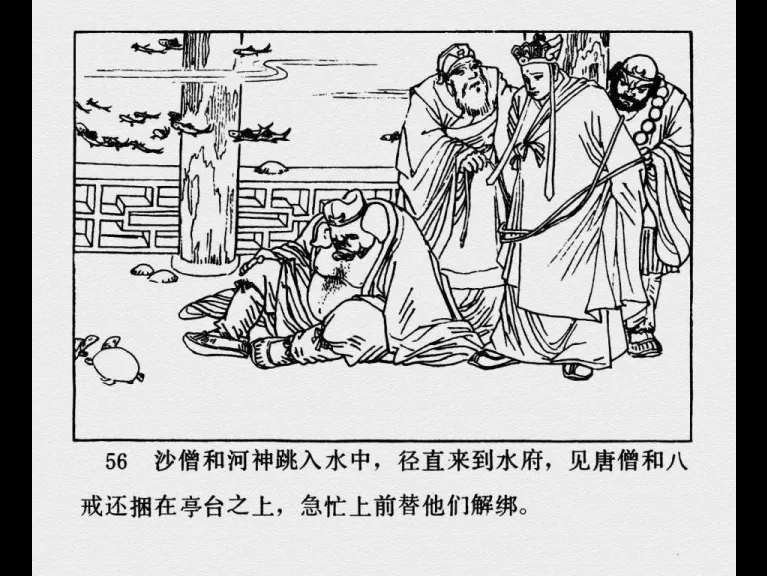 56 沙僧和河神跳入水中，径直来到水府，见唐僧和八
戒还捆在亭台之上，急忙上前替他们解绑。